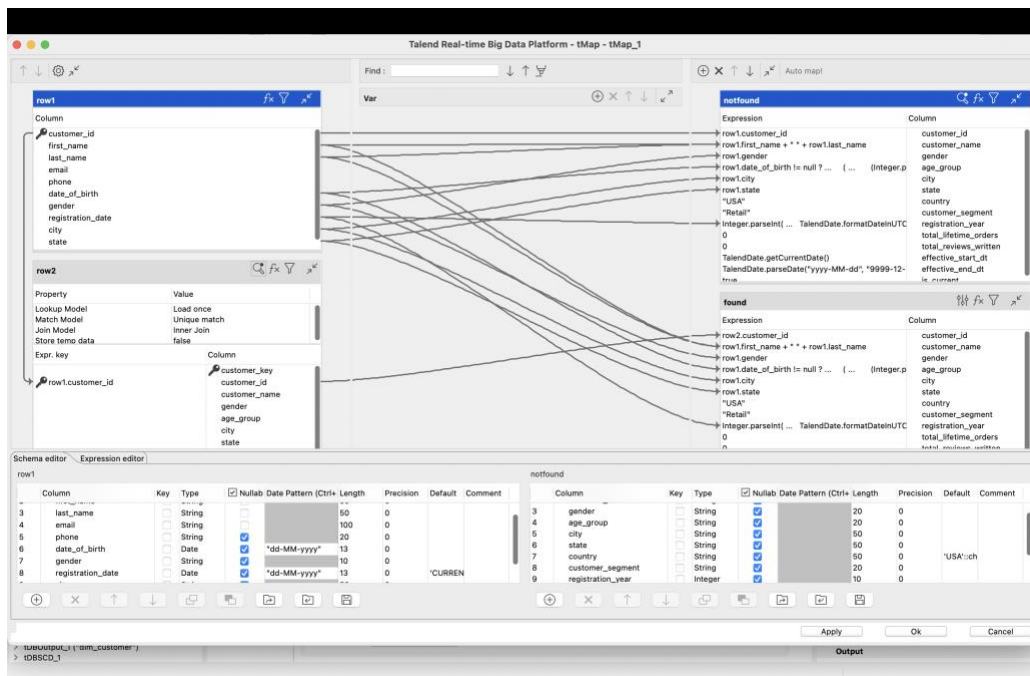 Talend Real-time Big Data Platform - tMap - tMap_1
Find :
Auto map!
row1
Column
customer_id
first_name
last_name
email
phone
date_of_birth
gender
registration_date
city
state
row2
Property Value
Lookup Model Load once
Match Model Unique match
Join Model Inner Join
Store temp data false
Expr. key Column
customer_key
row1.customer_id customer_id
customer_name
gender
age_group
city
state
Var
notfound
Expression Column
row1.customer_id customer_id
row1.first_name + " " + row1.last_name customer_name
row1.gender gender
row1.date_of_birth != null ? ... ( ... (Integer.p age_group
row1.city city
row1.state state
"USA" country
"Retail" customer_segment
Integer.parseInt( ... TalendDate.formatDateInUTC registration_year
0 total_lifetime_orders
0 total_reviews_written
TalendDate.getCurrentDate() effective_start_dt
TalendDate.parseDate("yyyy-MM-dd", "9999-12- effective_end_dt
true is_current
found
Expression Column
row2.customer_id customer_id
row1.first_name + " " + row1.last_name customer_name
row1.gender gender
row1.date_of_birth != null ? ... ( ... (Integer.p age_group
row1.city city
row1.state state
"USA" country
"Retail" customer_segment
Integer.parseInt( ... TalendDate.formatDateInUTC registration_year
0 total_lifetime_orders
0 total_reviews_written
Schema editor Expression editor
row1
Column Key Type Nullab Date Pattern (Ctrl+ Length Precision Default Comment
3 last_name String 50 0
4 email String 100 0
5 phone String 20 0
6 date_of_birth Date "dd-MM-yyyy" 13 0
7 gender String 10 0
8 registration_date Date "dd-MM-yyyy" 13 0 'CURREN
notfound
Column Key Type Nullab Date Pattern (Ctrl+ Length Precision Default Comment
3 gender String 20 0
4 age_group String 20 0
5 city String 50 0
6 state String 50 0
7 country String 50 0 'USA'::ch
8 customer_segment String 20 0
9 registration_year Integer 10 0
Apply Ok Cancel
tDBOutput_1 ("dim_customer")
tDBSCD_1
Output